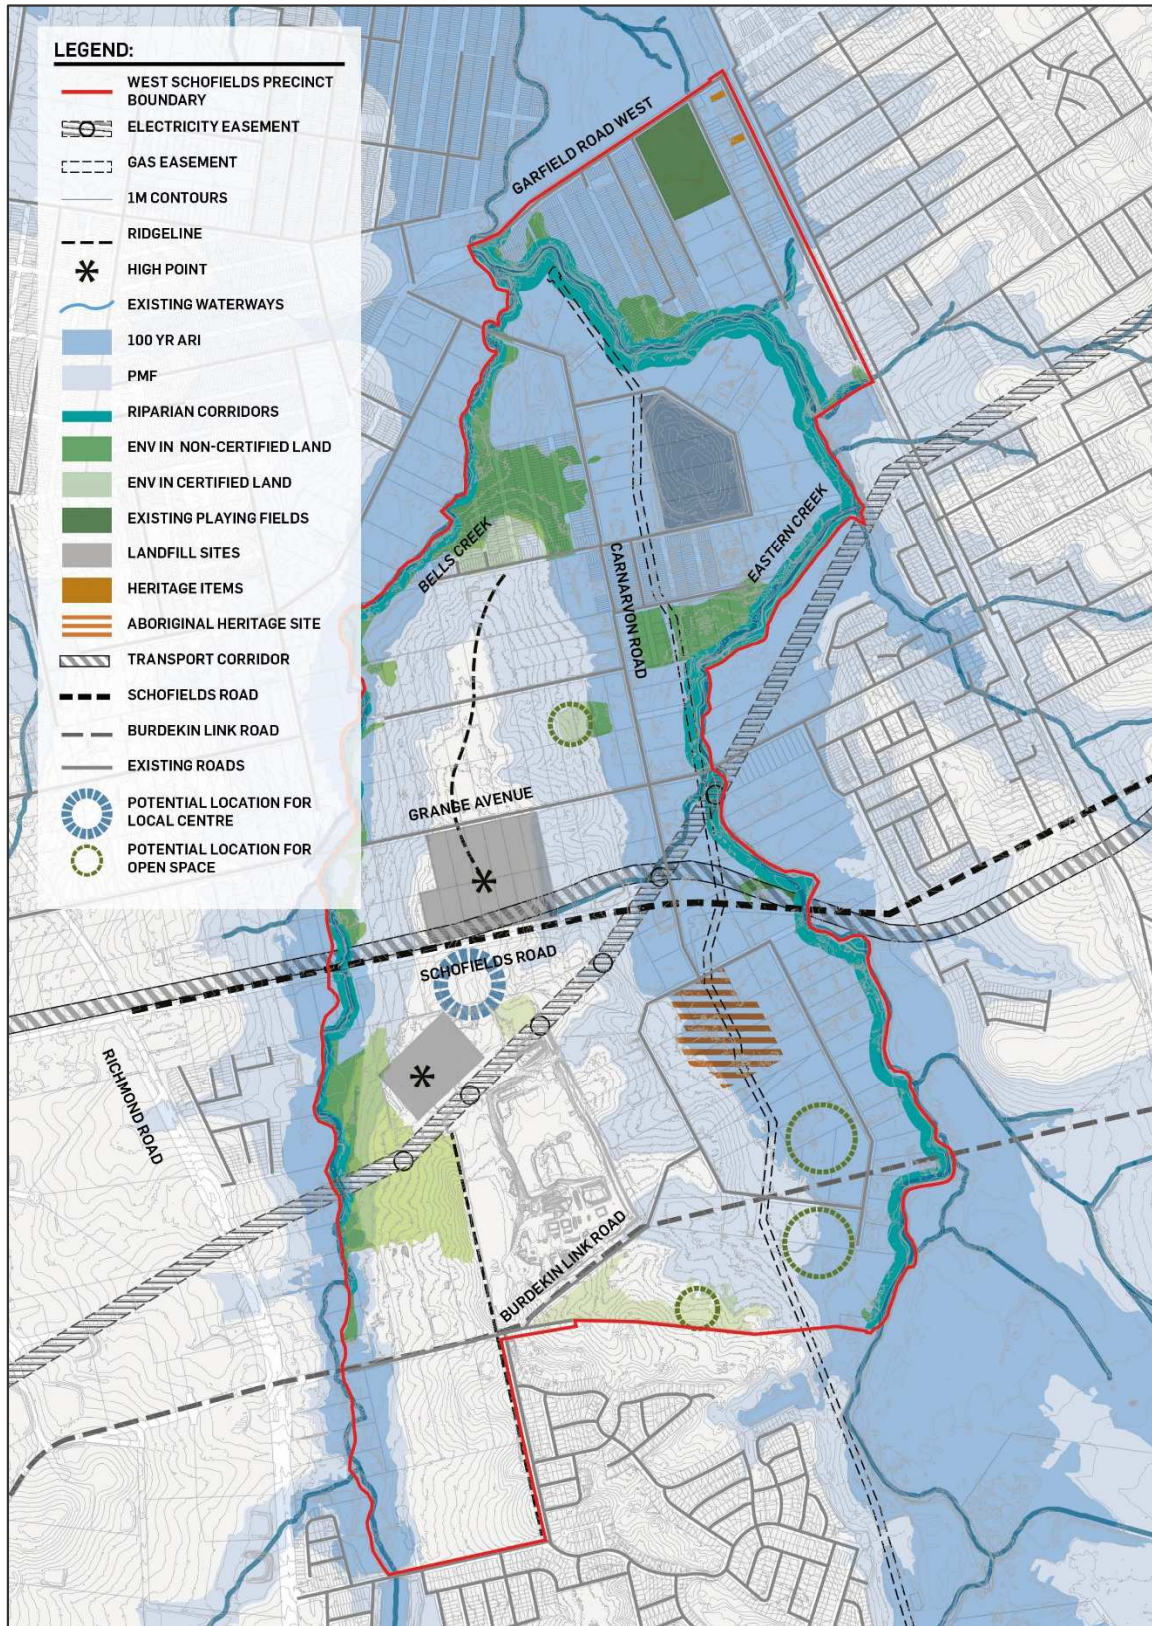 LEGEND:
WEST SCHOFIELDS PRECINCT
BOUNDARY
ELECTRICITY EASEMENT
GAS EASEMENT
1M CONTOURS
RIDGELINE
HIGH POINT
EXISTING WATERWAYS
100 YR ARI
PMF
RIPARIAN CORRIDORS
ENV IN NON-CERTIFIED LAND
ENV IN CERTIFIED LAND
EXISTING PLAYING FIELDS
LANDFILL SITES
HERITAGE ITEMS
ABORIGINAL HERITAGE SITE
TRANSPORT CORRIDOR
SCHOFIELDS ROAD
BURDEKIN LINK ROAD
EXISTING ROADS
POTENTIAL LOCATION FOR
LOCAL CENTRE
POTENTIAL LOCATION FOR
OPEN SPACE
GARFIELD ROAD WEST
BELLS CREEK
EASTERN CREEK
CARNARVON ROAD
GRANGE AVENUE
SCHOFIELDS ROAD
RICHMOND ROAD
BURDEKIN LINK ROAD